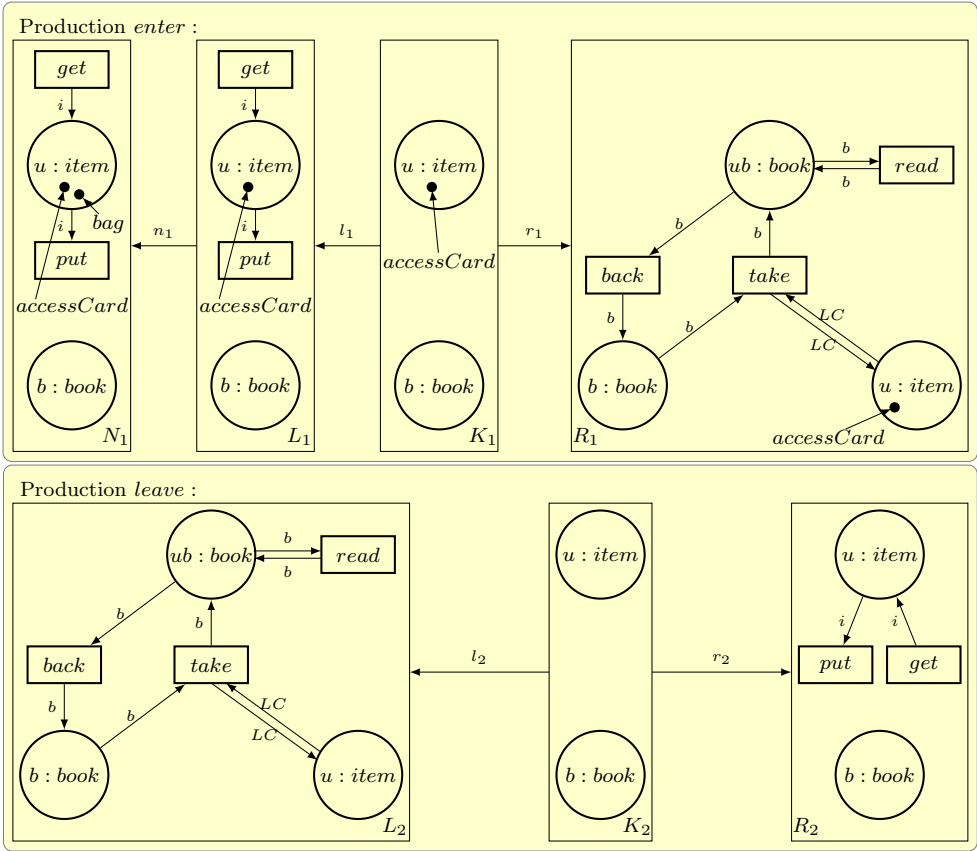 Production enter :
get
i
u : item
bag
i
put
accessCard
b : book
N₁
n₁
get
i
u : item
i
put
accessCard
b : book
L₁
l₁
u : item
accessCard
b : book
K₁
r₁
ub : book
b
b
read
b
back
b
take
b
b
LC
LC
b : book
u : item
accessCard
R₁
Production leave :
ub : book
b
b
read
b
back
b
take
b
b
LC
LC
b : book
u : item
L₂
l₂
u : item
b : book
K₂
r₂
u : item
i
i
put
get
b : book
R₂